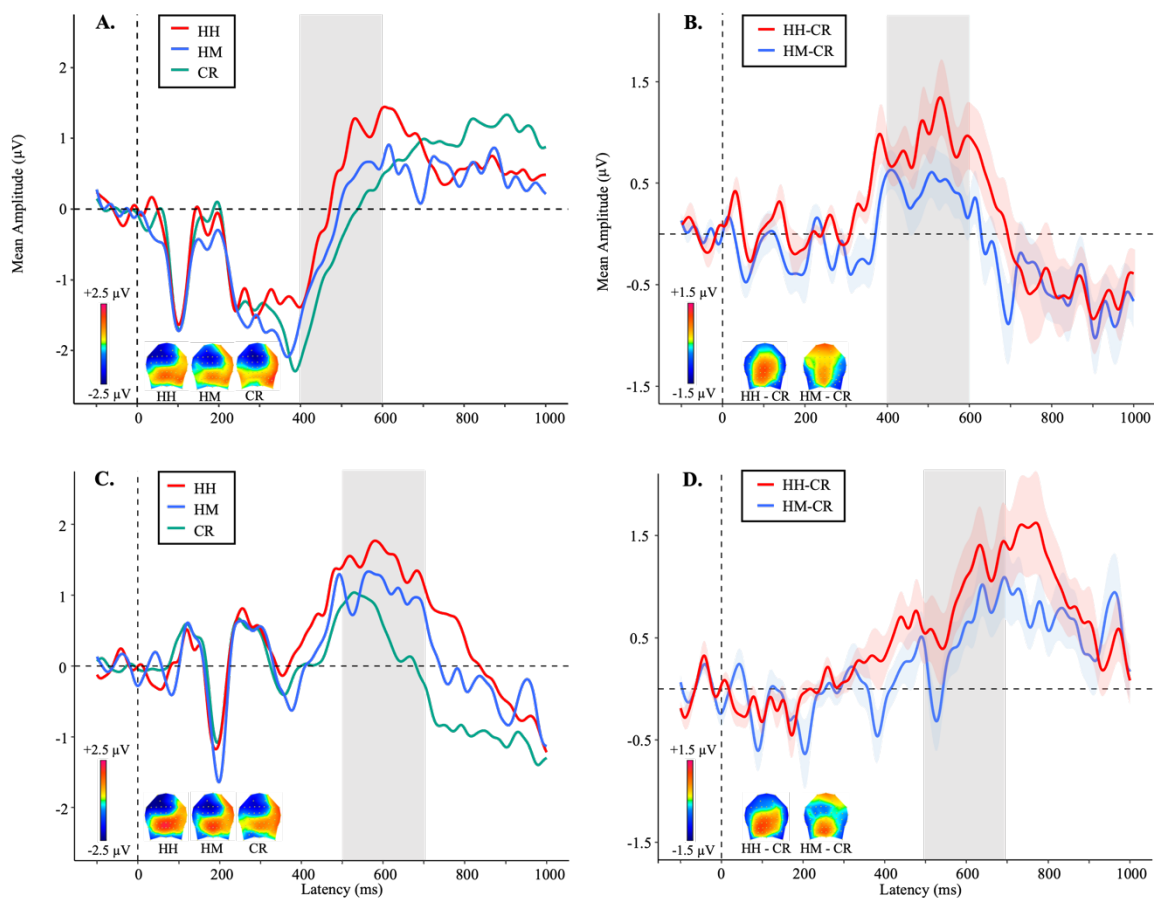 A.
HH
HM
CR
Mean Amplitude (µV)
2
1
0
-1
-2
+2.5 µV
-2.5 µV
HH HM CR
0 200 400 600 800 1000
B.
HH-CR
HM-CR
Mean Amplitude (µV)
1.5
0.5
-0.5
-1.5
+1.5 µV
-1.5 µV
HH - CR HM - CR
0 200 400 600 800 1000
C.
HH
HM
CR
2
1
0
-1
-2
+2.5 µV
-2.5 µV
HH HM CR
0 200 400 600 800 1000
Latency (ms)
D.
HH-CR
HM-CR
1.5
0.5
-0.5
-1.5
+1.5 µV
-1.5 µV
HH - CR HM - CR
0 200 400 600 800 1000
Latency (ms)